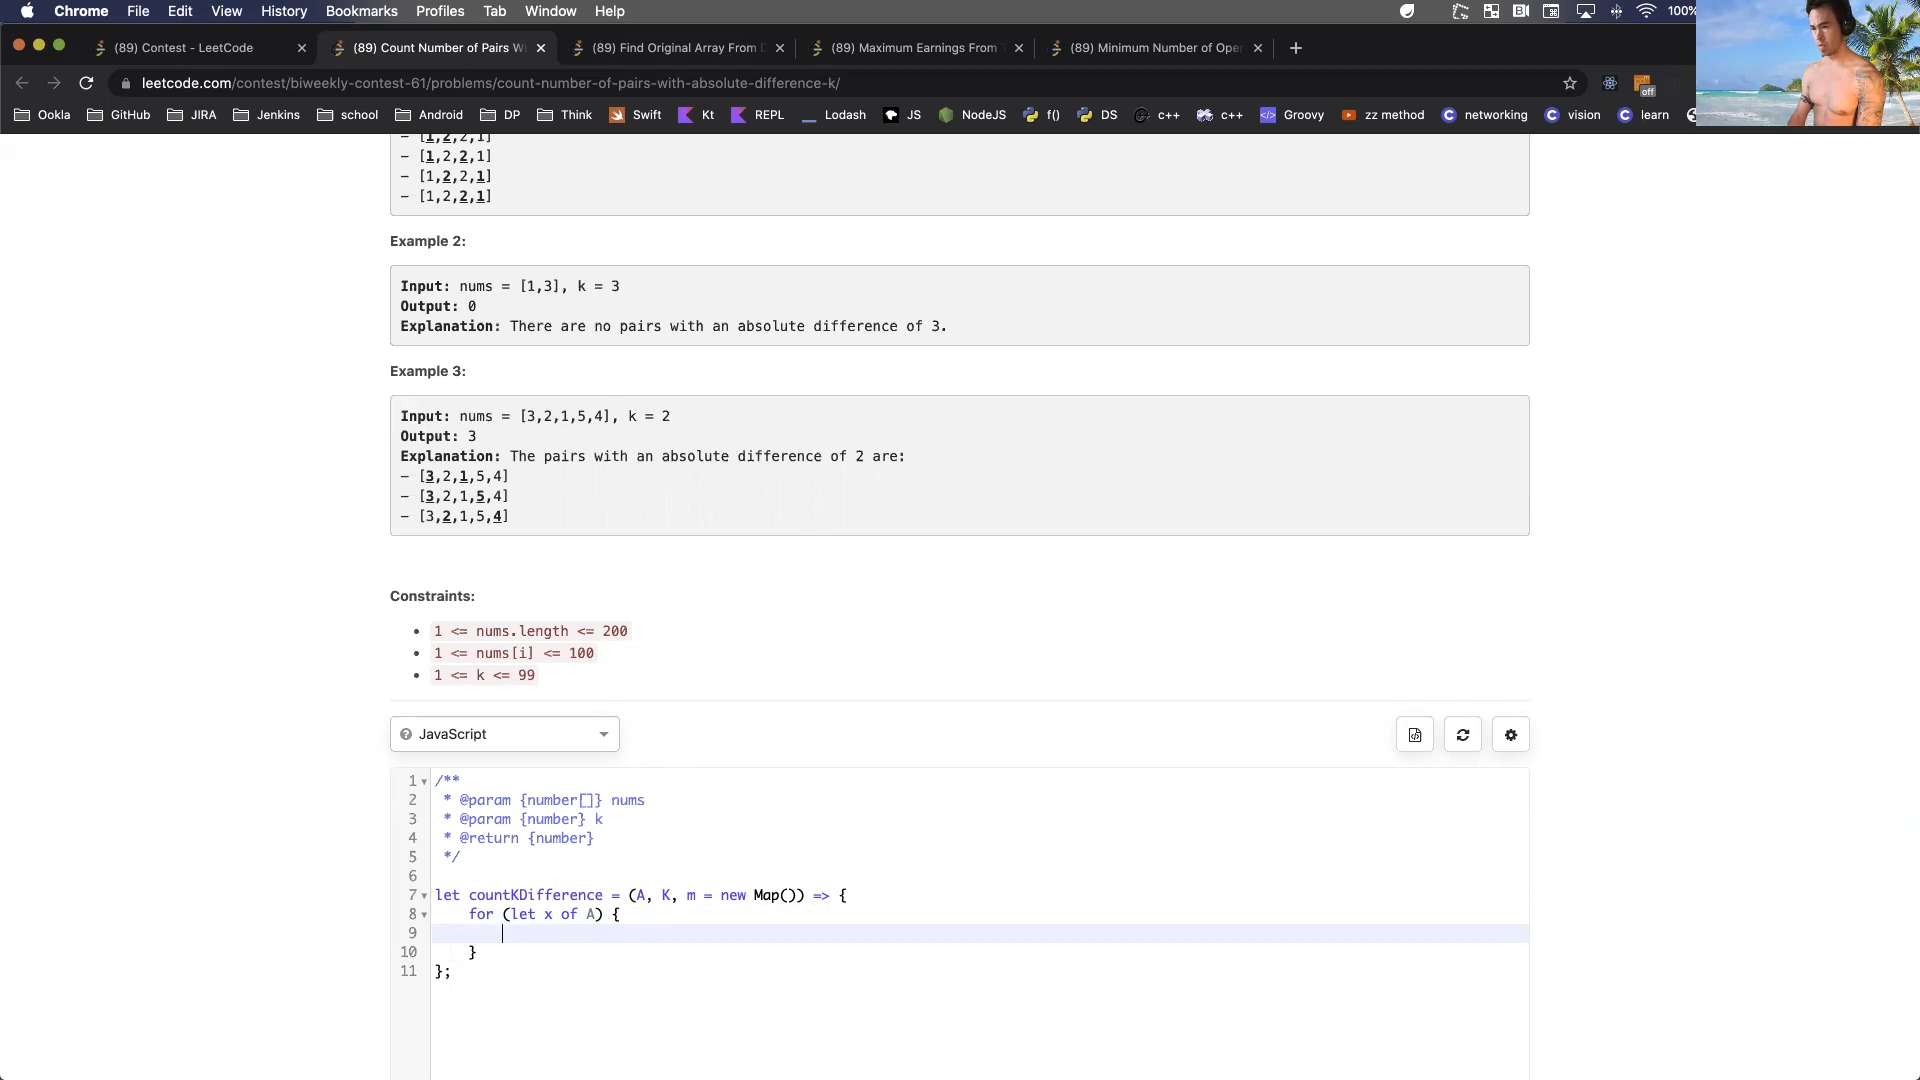 Chrome File Edit View History Bookmarks Profiles Tab Window Help 100%
(89) Contest - LeetCode (89) Count Number of Pairs Wi (89) Find Original Array From D (89) Maximum Earnings From T (89) Minimum Number of Oper
leetcode.com/contest/biweekly-contest-61/problems/count-number-of-pairs-with-absolute-difference-k/ off
Ookla GitHub JIRA Jenkins school Android DP Think Swift Kt REPL Lodash JS NodeJS f() DS c++ c++ Groovy zz method networking vision learn
- [1,2,2,1]
- [1,2,2,1]
- [1,2,2,1]
- [1,2,2,1]
Example 2:
Input: nums = [1,3], k = 3
Output: 0
Explanation: There are no pairs with an absolute difference of 3.
Example 3:
Input: nums = [3,2,1,5,4], k = 2
Output: 3
Explanation: The pairs with an absolute difference of 2 are:
- [3,2,1,5,4]
- [3,2,1,5,4]
- [3,2,1,5,4]
Constraints:
• 1 <= nums.length <= 200
• 1 <= nums[i] <= 100
• 1 <= k <= 99
JavaScript
1 /**
2 * @param {number[]} nums
3 * @param {number} k
4 * @return {number}
5 */
6
7 let countKDifference = (A, K, m = new Map()) => {
8 for (let x of A) {
9
10 }
11 };